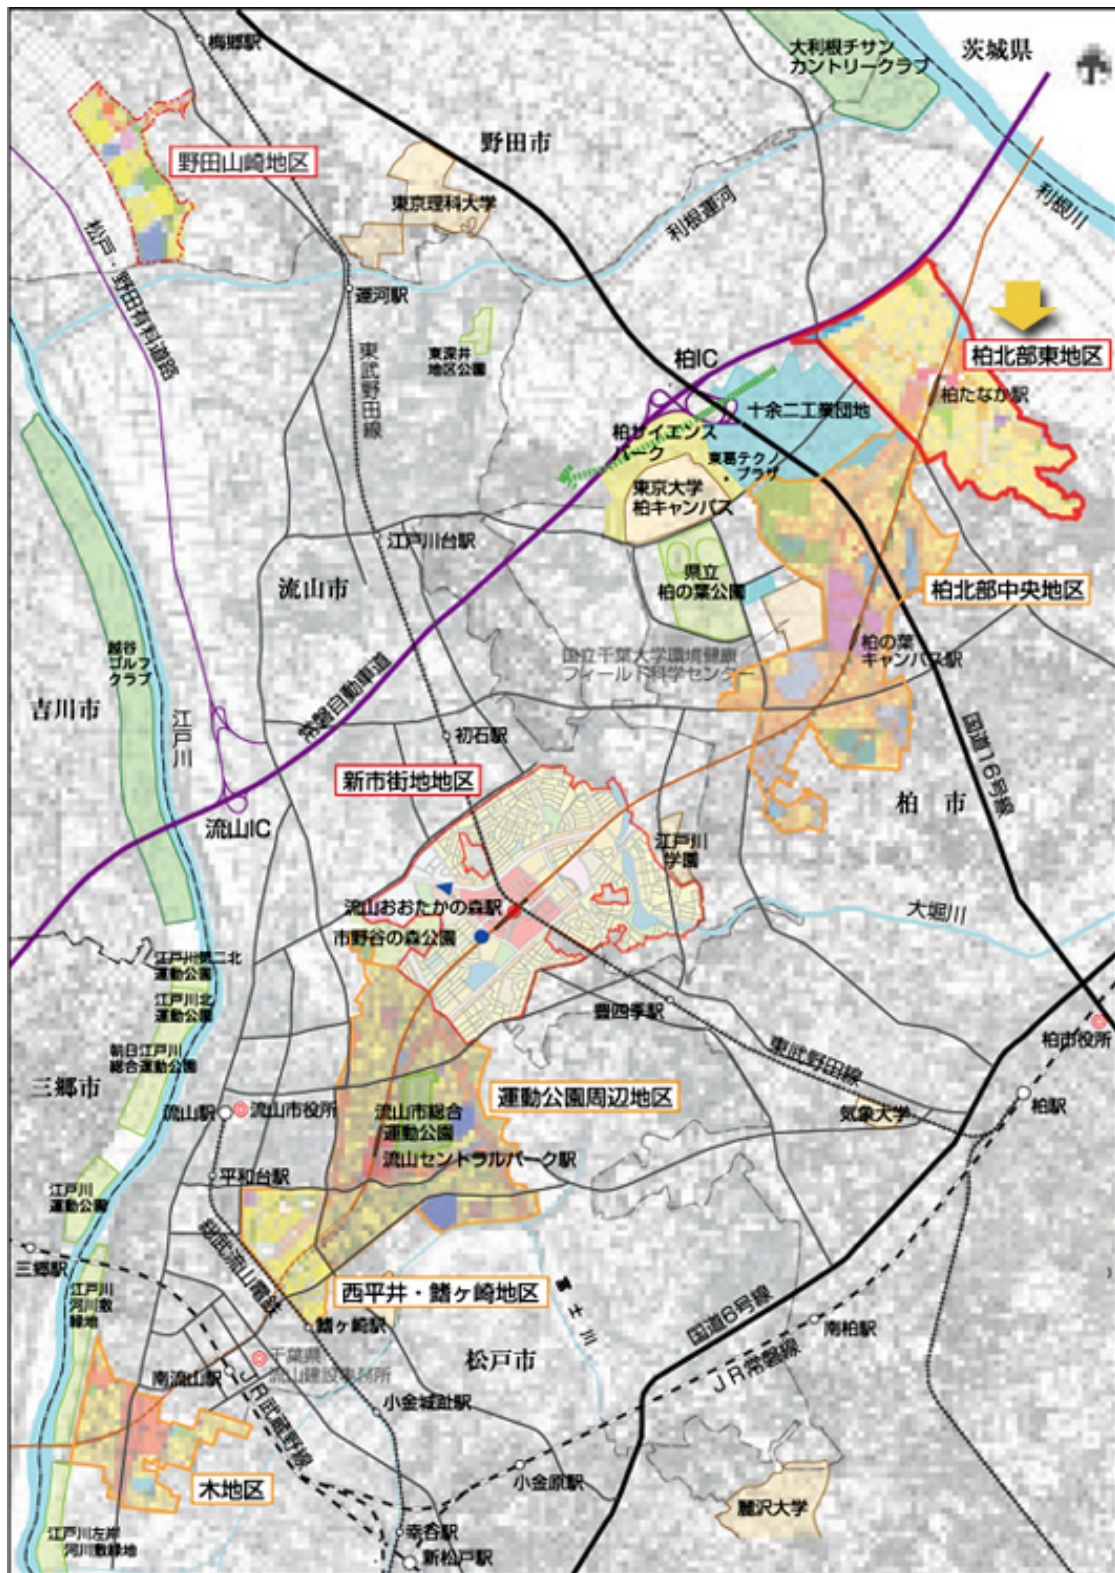 梅郷駅
大利根チサン
カントリークラブ
茨城県
野田市
野田山崎地区
東京理科大学
利根運河
利根川
松戸・野田有料道路
運河駅
東武野田線
東深井
地区公園
柏IC
柏北部東地区
柏たなか駅
十余二工業団地
柏サイエンス
パーク
東葛テクノ
プラザ
東京大学
柏キャンパス
江戸川台駅
流山市
県立
柏の葉公園
柏北部中央地区
柏の葉
キャンパス駅
国立千葉大学環境健康
フィールド科学センター
越谷
ゴルフ
クラブ
吉川市
江戸川
常磐自動車道
初石駅
国道16号線
新市街地地区
柏市
流山IC
江戸川
学園
流山おおたかの森駅
市野谷の森公園
大堀川
江戸川第二北
運動公園
江戸川北
運動公園
豊四季駅
朝日江戸川
総合運動公園
東武野田線
柏市役所
三郷市
運動公園周辺地区
柏駅
流山駅
流山市役所
流山市総合
運動公園
気象大学
流山セントラルパーク駅
平和台駅
江戸川
運動公園
総武流山電鉄
三郷駅
江戸川
河川敷
緑地
西平井・鰭ヶ崎地区
富士川
国道6号線
鰭ヶ崎駅
南柏駅
松戸市
千葉県
流山建設事務所
南流山駅
JR常磐線
JR武蔵野線
小金城趾駅
小金原駅
木地区
麗沢大学
江戸川左岸
河川敷緑地
幸谷駅
新松戸駅